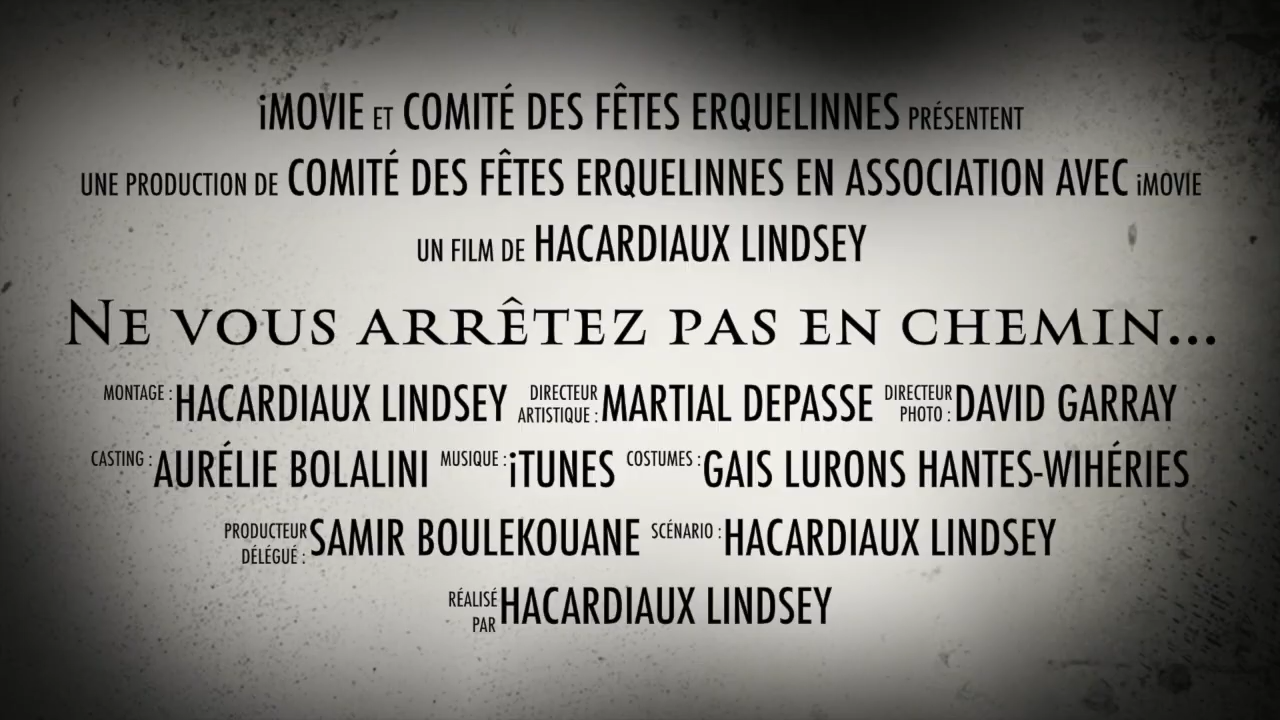 iMOVIE ET COMITÉ DES FÊTES ERQUELINNES PRÉSENTENT
UNE PRODUCTION DE COMITÉ DES FÊTES ERQUELINNES EN ASSOCIATION AVEC iMOVIE
UN FILM DE HACARDIAUX LINDSEY
NE VOUS ARRÊTEZ PAS EN CHEMIN...
MONTAGE : HACARDIAUX LINDSEY DIRECTEUR ARTISTIQUE : MARTIAL DEPASSE DIRECTEUR PHOTO : DAVID GARRAY
CASTING : AURÉLIE BOLALINI MUSIQUE : iTUNES COSTUMES : GAIS LURONS HANTES-WIHÉRIES
PRODUCTEUR DÉLÉGUÉ : SAMIR BOULEKOUANE SCÉNARIO : HACARDIAUX LINDSEY
RÉALISÉ PAR HACARDIAUX LINDSEY